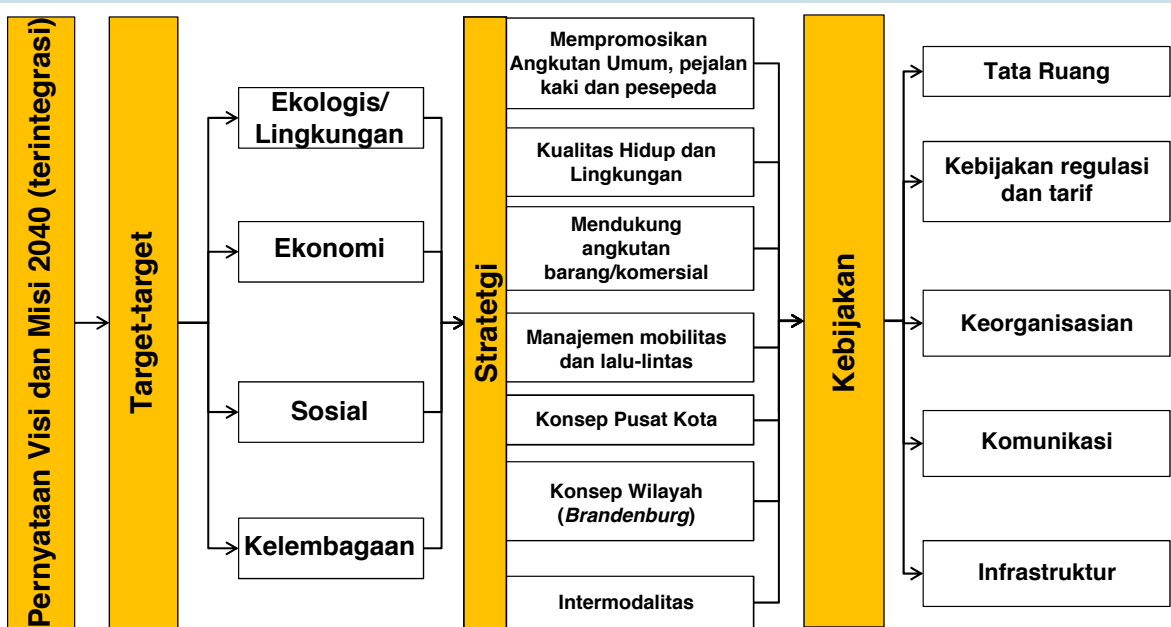 Pernyataan Visi dan Misi 2040 (terintegrasi)
Target-target
Ekologis/
Lingkungan
Ekonomi
Sosial
Kelembagaan
Stratetgi
Mempromosikan
Angkutan Umum, pejalan
kaki dan pesepeda
Kualitas Hidup dan
Lingkungan
Mendukung
angkutan
barang/komersial
Manajemen mobilitas
dan lalu-lintas
Konsep Pusat Kota
Konsep Wilayah
(Brandenburg)
Intermodalitas
Kebijakan
Tata Ruang
Kebijakan regulasi
dan tarif
Keorganisasian
Komunikasi
Infrastruktur